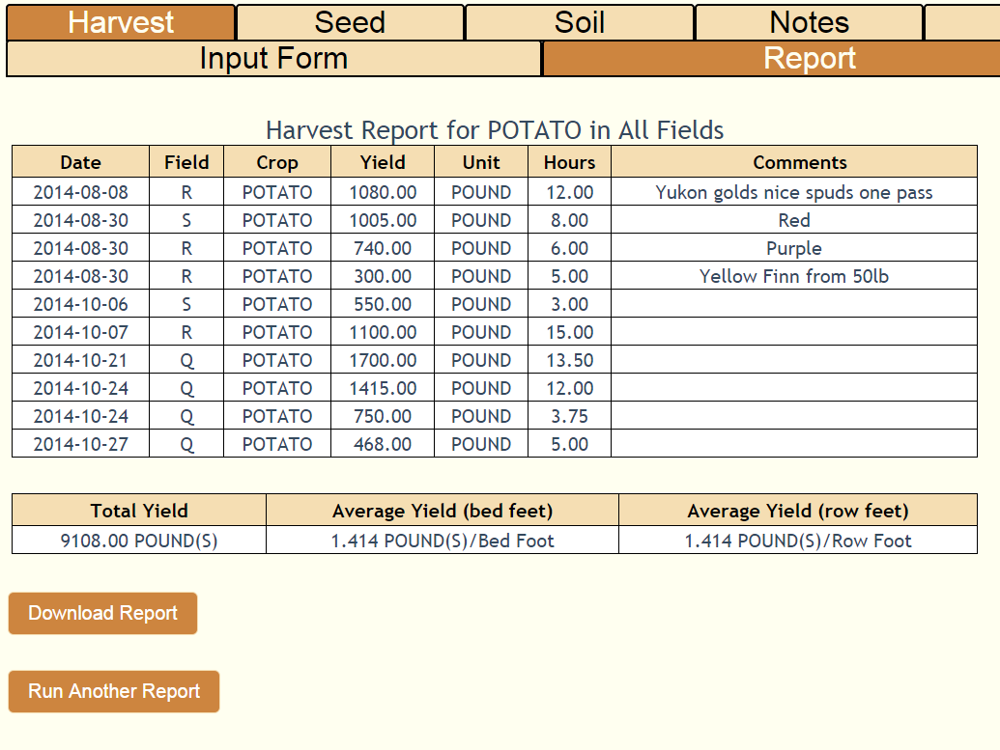 Harvest Seed Soil Notes
Input Form Report
Harvest Report for POTATO in All Fields
Date Field Crop Yield Unit Hours Comments
2014-08-08 R POTATO 1080.00 POUND 12.00 Yukon golds nice spuds one pass
2014-08-30 S POTATO 1005.00 POUND 8.00 Red
2014-08-30 R POTATO 740.00 POUND 6.00 Purple
2014-08-30 R POTATO 300.00 POUND 5.00 Yellow Finn from 50lb
2014-10-06 S POTATO 550.00 POUND 3.00
2014-10-07 R POTATO 1100.00 POUND 15.00
2014-10-21 Q POTATO 1700.00 POUND 13.50
2014-10-24 Q POTATO 1415.00 POUND 12.00
2014-10-24 Q POTATO 750.00 POUND 3.75
2014-10-27 Q POTATO 468.00 POUND 5.00
Total Yield Average Yield (bed feet) Average Yield (row feet)
9108.00 POUND(S) 1.414 POUND(S)/Bed Foot 1.414 POUND(S)/Row Foot
Download Report
Run Another Report